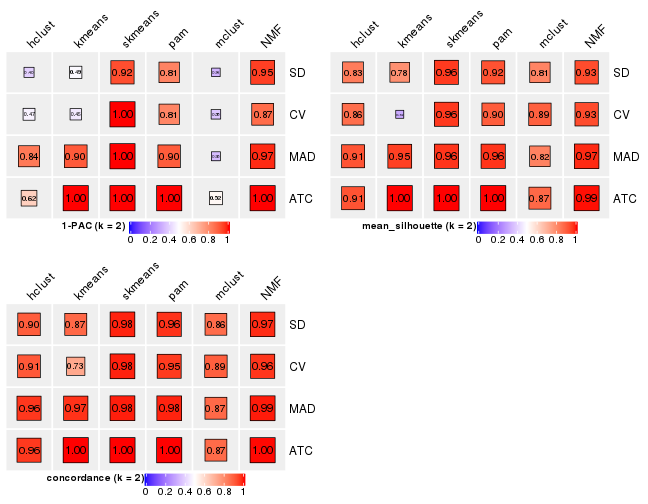 hclust kmeans skmeans pam mclust NMF
0.49 0.92 0.81 0.95 SD
0.47 1.00 0.81 0.87 CV
0.84 0.90 1.00 0.90 0.97 MAD
0.62 1.00 1.00 1.00 0.52 1.00 ATC
1-PAC (k = 2)
0 0.2 0.4 0.6 0.8 1
hclust kmeans skmeans pam mclust NMF
0.83 0.78 0.96 0.92 0.81 0.93 SD
0.86 0.96 0.90 0.89 0.93 CV
0.91 0.95 0.96 0.96 0.82 0.97 MAD
0.91 1.00 1.00 1.00 0.87 0.99 ATC
mean_silhouette (k = 2)
0 0.2 0.4 0.6 0.8 1
hclust kmeans skmeans pam mclust NMF
0.90 0.87 0.98 0.96 0.86 0.97 SD
0.91 0.73 0.98 0.95 0.89 0.96 CV
0.96 0.97 0.98 0.98 0.87 0.99 MAD
0.96 1.00 1.00 1.00 0.87 1.00 ATC
concordance (k = 2)
0 0.2 0.4 0.6 0.8 1